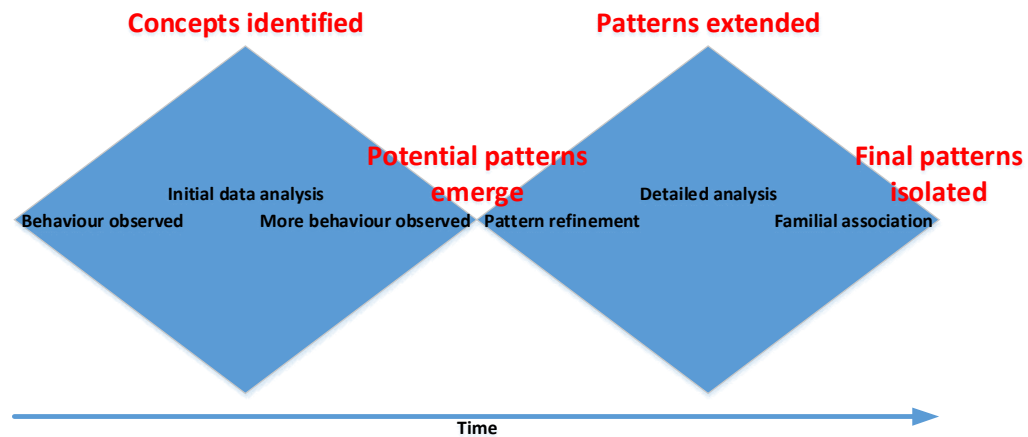 Concepts identified
Patterns extended
Potential patterns
emerge
Final patterns
isolated
Initial data analysis
Detailed analysis
Behaviour observed
More behaviour observed
Pattern refinement
Familial association
Time